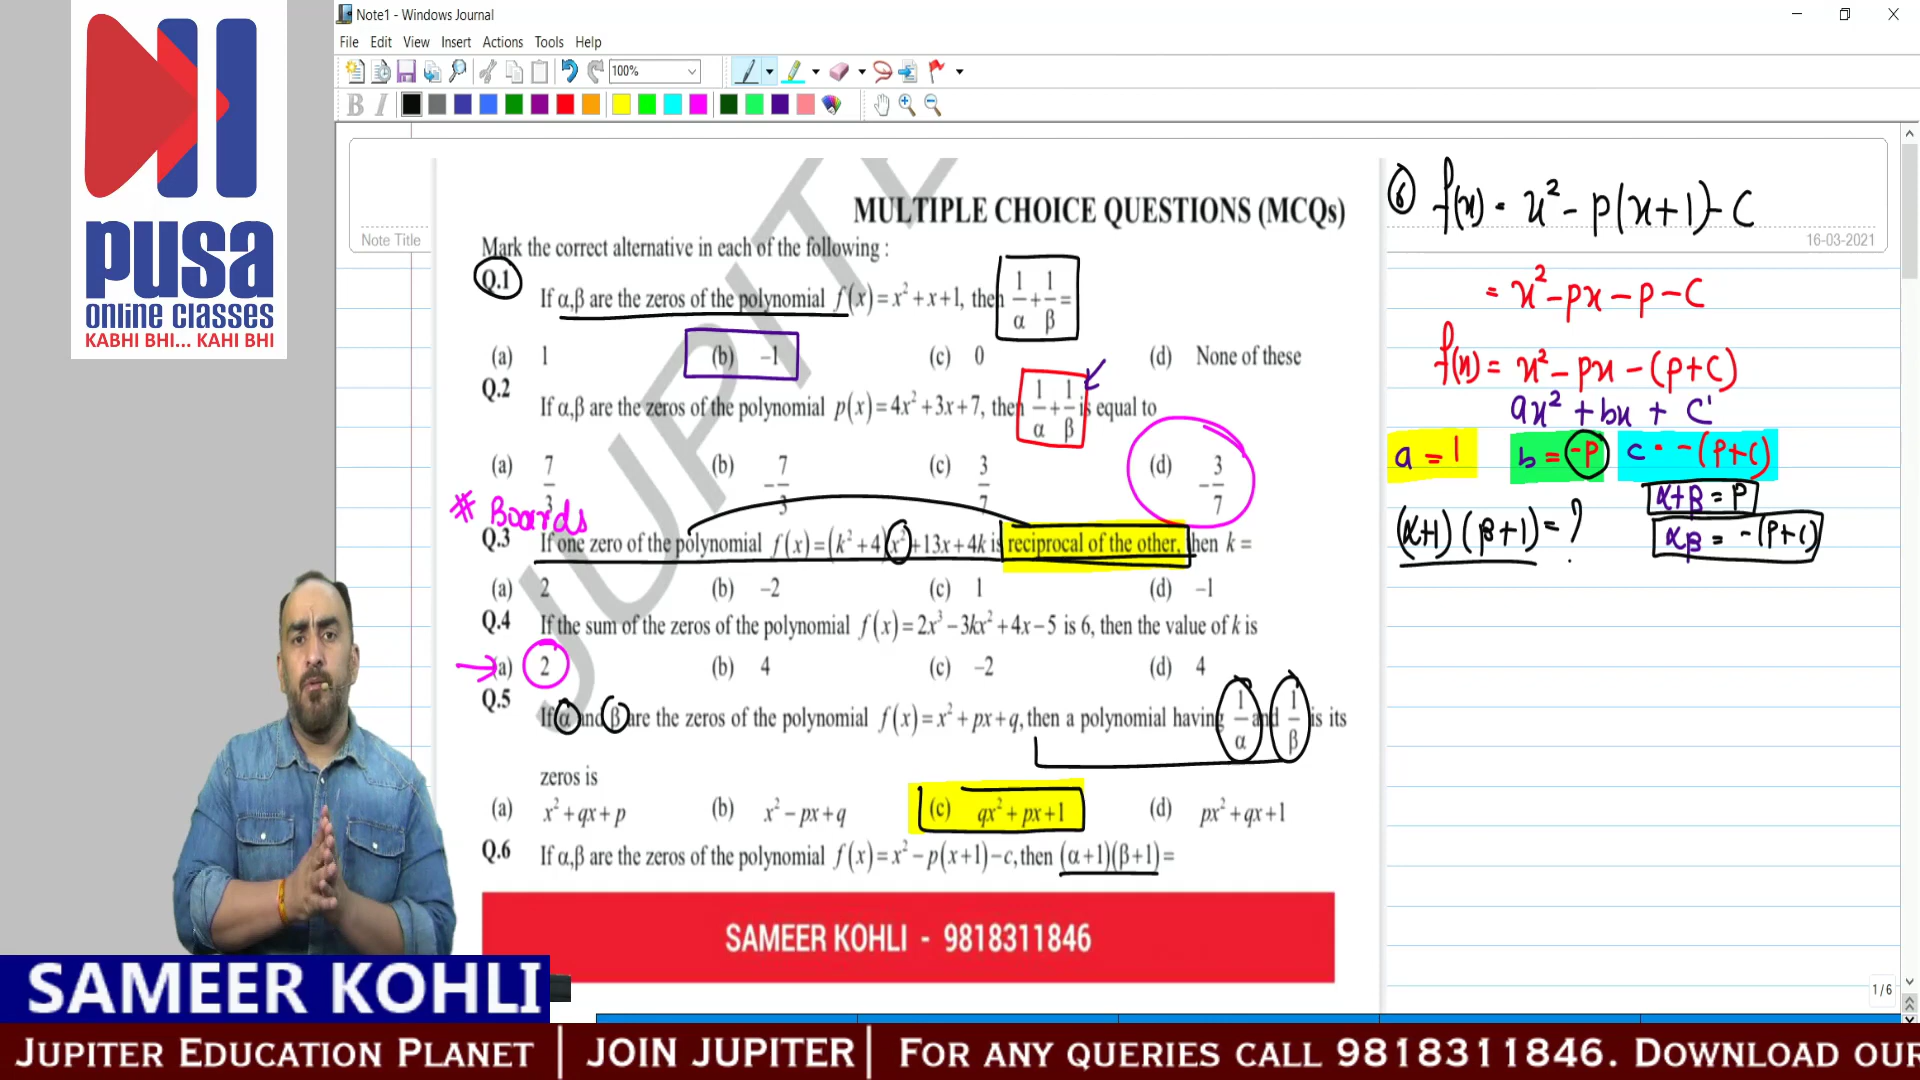 PUSA
ONLINE CLASSES
KABHI BHI... KAHI BHI
Note1 - Windows Journal
File Edit View Insert Actions Tools Help
100%
B I
Note Title
16-03-2021
JUPITE
MULTIPLE CHOICE QUESTIONS (MCQs)
Mark the correct alternative in each of the following :
Q.1 If α,β are the zeros of the polynomial f(x)=x²+x+1, then 1/α+1/β=
(a) 1 (b) –1 (c) 0 (d) None of these
Q.2 If α,β are the zeros of the polynomial p(x)=4x²+3x+7, then 1/α+1/β is equal to
(a) 7/3 (b) -7/3 (c) 3/7 (d) -3/7
* Boards
Q.3 If one zero of the polynomial f(x)=(k²+4)x²+13x+4k is reciprocal of the other. then k =
(a) 2 (b) –2 (c) 1 (d) –1
Q.4 If the sum of the zeros of the polynomial f(x)=2x³–3kx²+4x–5 is 6, then the value of k is
(a) 2 (b) 4 (c) –2 (d) 4
Q.5 If α and β are the zeros of the polynomial f(x)=x²+px+q, then a polynomial having 1/α and 1/β is its
zeros is
(a) x²+qx+p (b) x²–px+q (c) qx²+px+1 (d) px²+qx+1
Q.6 If α,β are the zeros of the polynomial f(x)=x²–p(x+1)–c, then (α+1)(β+1)=
SAMEER KOHLI - 9818311846
6 f(x) = x² - p(x+1) - c
= x² - px - p - c
f(x) = x² - px - (p+c)
ax² + bx + c'
a = 1 b = -p c = -(p+c)
α+β = p
(α+1)(β+1) = ? αβ = -(p+c)
1 / 6
SAMEER KOHLI
JUPITER EDUCATION PLANET | JOIN JUPITER | FOR ANY QUERIES CALL 9818311846. DOWNLOAD OUR